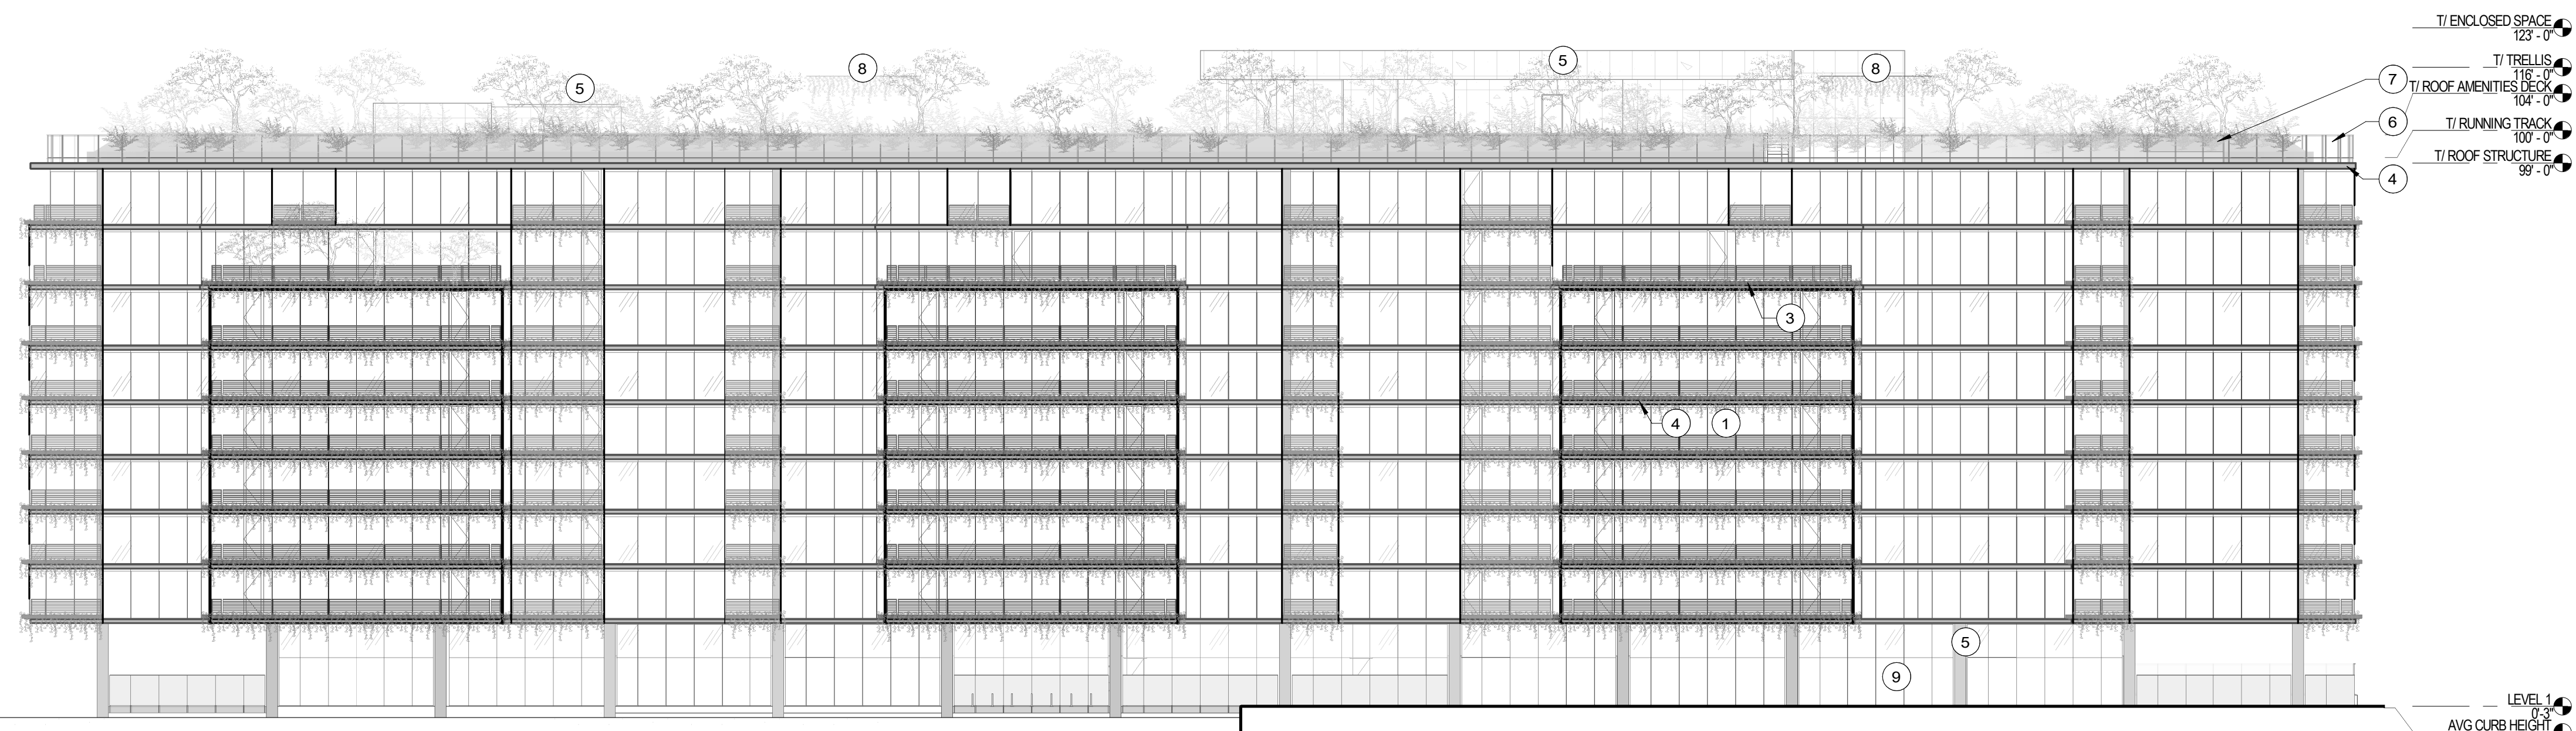 T/ ENCLOSED SPACE
123' - 0"
T/ TRELLIS
116' - 0"
T/ ROOF AMENITIES DECK
104' - 0"
T/ RUNNING TRACK
100' - 0"
T/ ROOF STRUCTURE
99' - 0"
5
8
5
8
7
6
4
3
4
1
5
9
LEVEL 1
0'-3"
AVG CURB HEIGHT